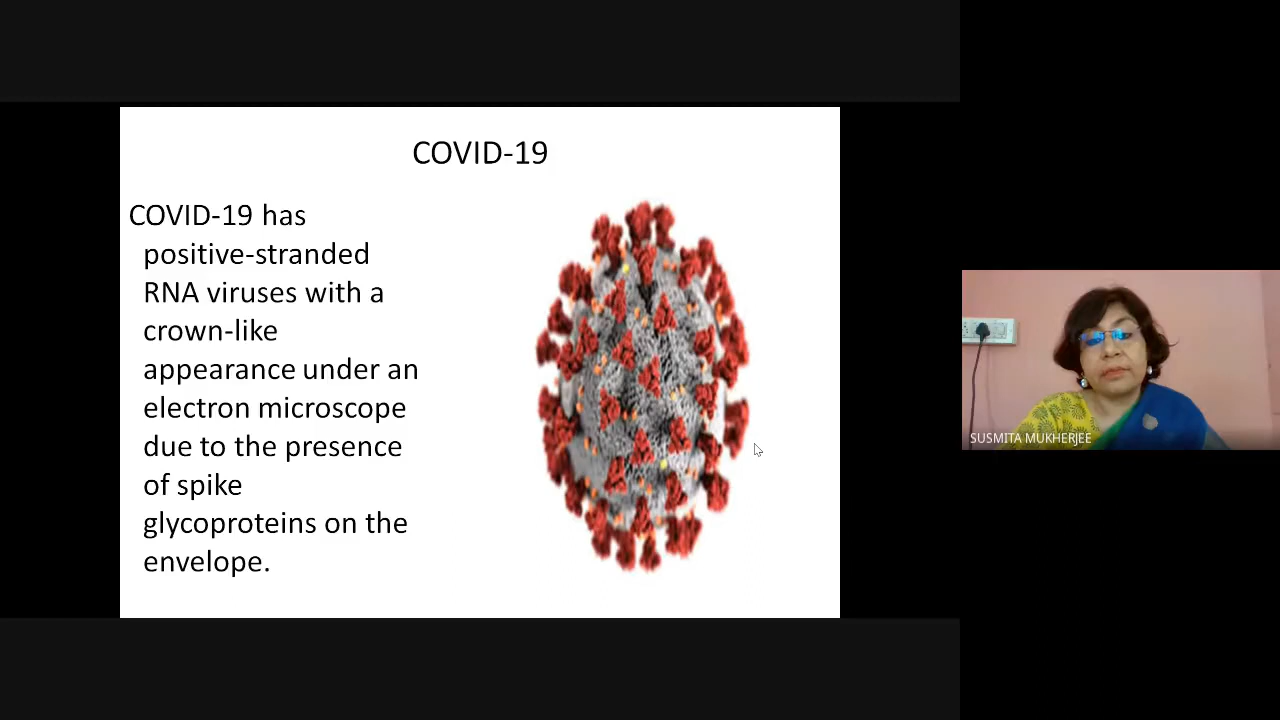 COVID-19
COVID-19 has
positive-stranded
RNA viruses with a
crown-like
appearance under an
electron microscope
due to the presence
of spike
glycoproteins on the
envelope.
SUSMITA MUKHERJEE